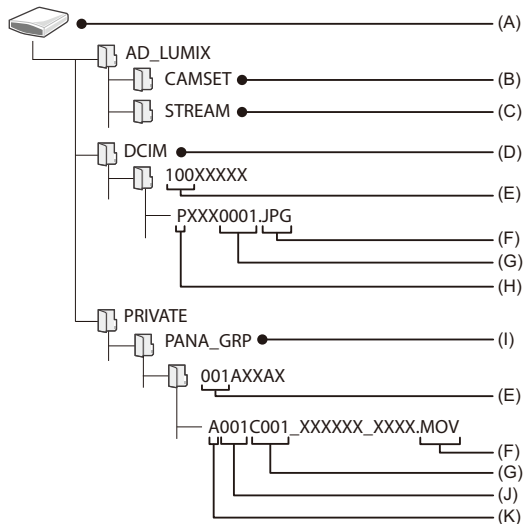 (A)
AD_LUMIX
CAMSET (B)
STREAM (C)
DCIM (D)
100XXXXX
(E)
PXXX0001.JPG
(F)
(G)
(H)
PRIVATE
PANA_GRP (I)
001AXXAX
(E)
A001C001_XXXXXX_XXXX.MOV
(F)
(G)
(J)
(K)